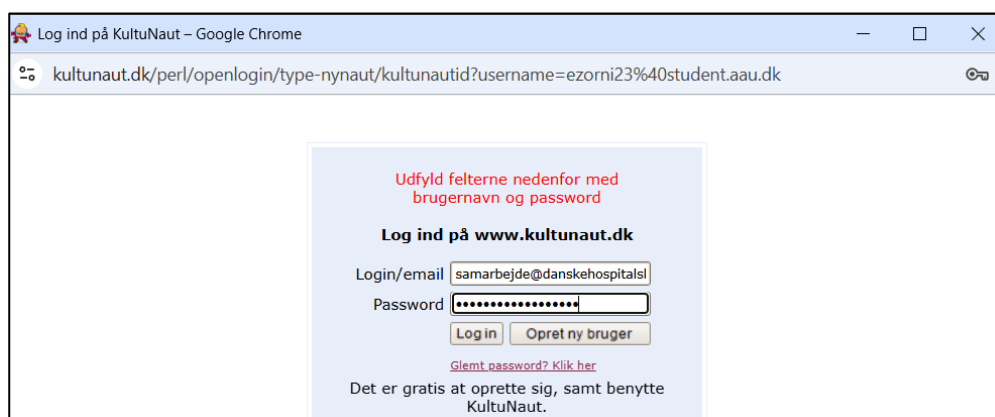 Log ind på KultuNaut – Google Chrome
kultunaut.dk/perl/openlogin/type-nynaut/kultunautid?username=ezorni23%40student.aau.dk
Udfyld felterne nedenfor med
brugernavn og password
Log ind på www.kultunaut.dk
Login/email samarbejde@danskehospitalsl
Password ••••••••••••••••••
Log in Opret ny bruger
Glemt password? Klik her
Det er gratis at oprette sig, samt benytte
KultuNaut.